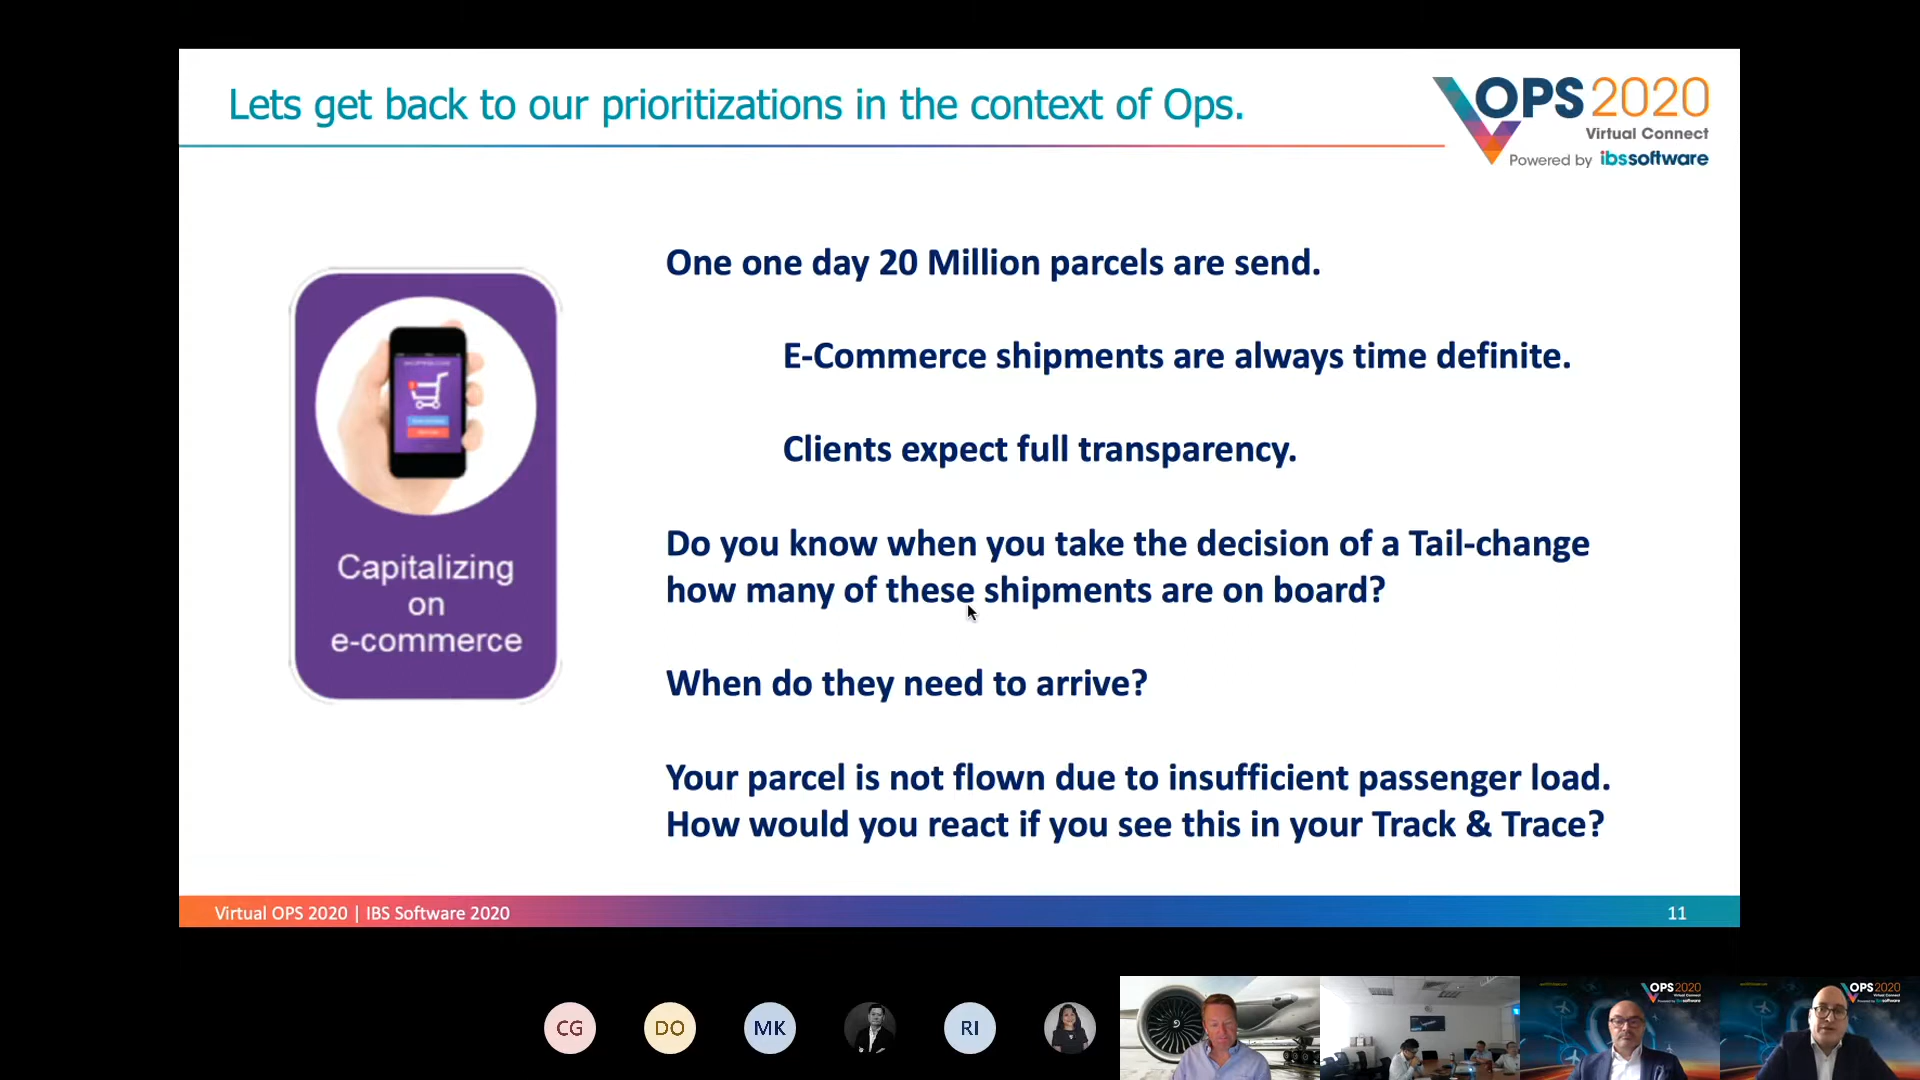 Lets get back to our prioritizations in the context of Ops.
OPS 2020
Virtual Connect
Powered by ibssoftware
One one day 20 Million parcels are send.
E-Commerce shipments are always time definite.
Clients expect full transparency.
Do you know when you take the decision of a Tail-change
how many of these shipments are on board?
When do they need to arrive?
Your parcel is not flown due to insufficient passenger load.
How would you react if you see this in your Track & Trace?
Capitalizing
on
e-commerce
Virtual OPS 2020 | IBS Software 2020
11
CG
DO
MK
RI
OPS 2020
OPS 2020